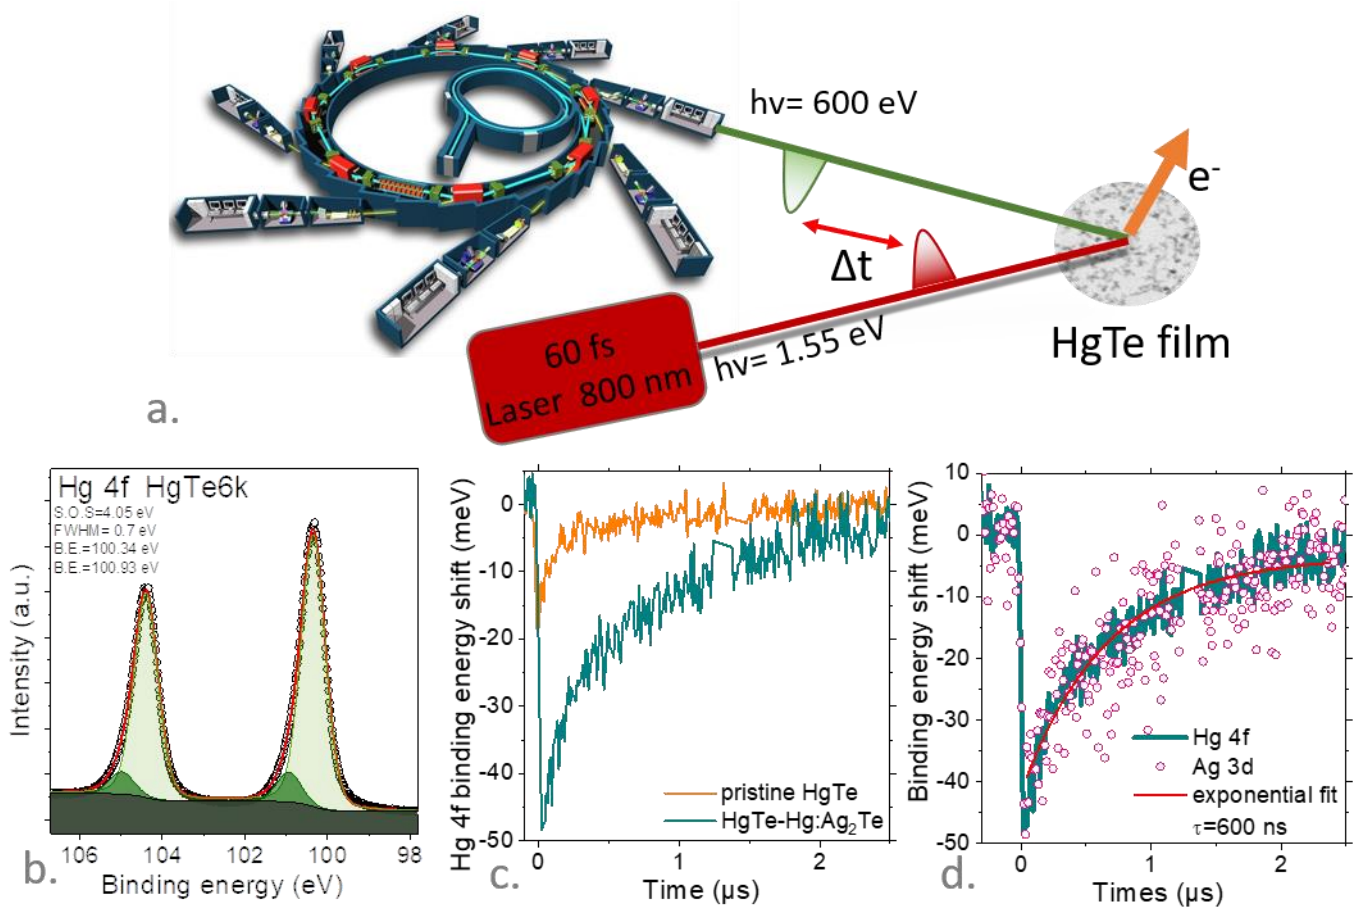 hν= 600 eV
e⁻
Δt
HgTe film
60 fs
Laser 800 nm
hν= 1.55 eV
a.
Hg 4f HgTe6k
S.O.S=4.05 eV
FWHM= 0.7 eV
B.E.=100.34 eV
B.E.=100.93 eV
Intensity (a.u.)
106 104 102 100 98
Binding energy (eV)
b.
Hg 4f binding energy shift (meV)
0
-10
-20
-30
-40
-50
pristine HgTe
HgTe-Hg:Ag₂Te
0 1 2
Time (µs)
c.
Binding energy shift (meV)
10
0
-10
-20
-30
-40
-50
Hg 4f
Ag 3d
exponential fit
τ=600 ns
0 1 2
Times (µs)
d.